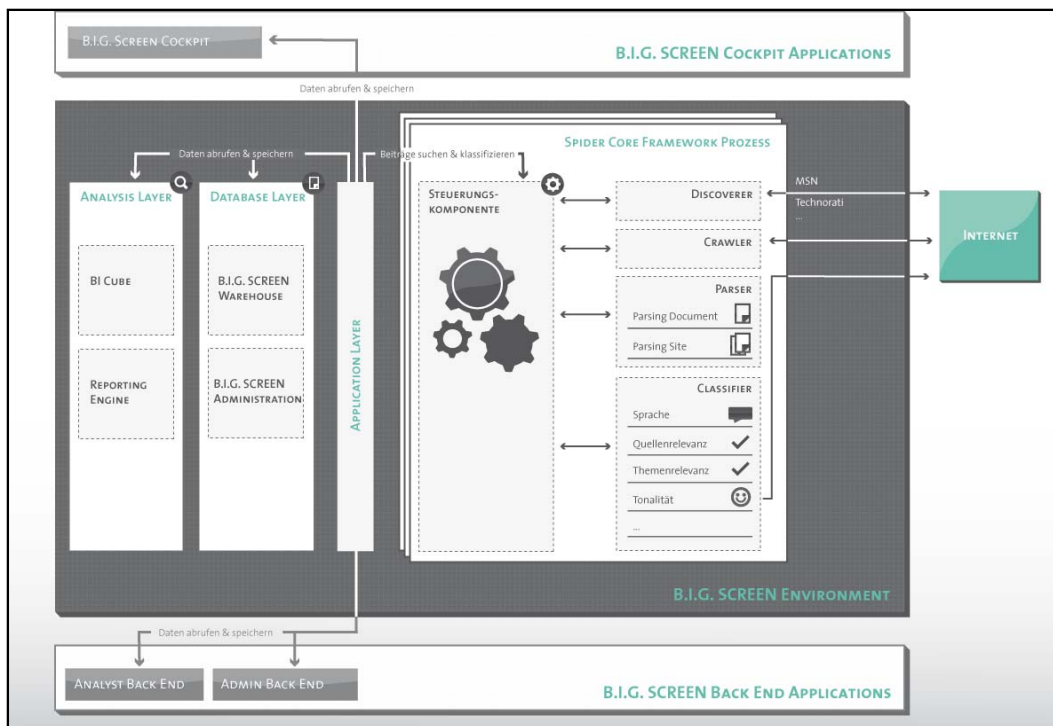 B.I.G. SCREEN COCKPIT
B.I.G. SCREEN COCKPIT APPLICATIONS
Daten abrufen & speichern
SPIDER CORE FRAMEWORK PROZESS
Daten abrufen & speichern
Beiträge suchen & klassifizieren
ANALYSIS LAYER
DATABASE LAYER
APPLICATION LAYER
STEUERUNGS-
KOMPONENTE
DISCOVERER
MSN
Technorati
...
INTERNET
CRAWLER
BI CUBE
B.I.G. SCREEN
WAREHOUSE
PARSER
Parsing Document
Parsing Site
REPORTING
ENGINE
B.I.G. SCREEN
ADMINISTRATION
CLASSIFIER
Sprache
Quellenrelevanz
Themenrelevanz
Tonalität
...
B.I.G. SCREEN ENVIRONMENT
Daten abrufen & speichern
ANALYST BACK END
ADMIN BACK END
B.I.G. SCREEN BACK END APPLICATIONS